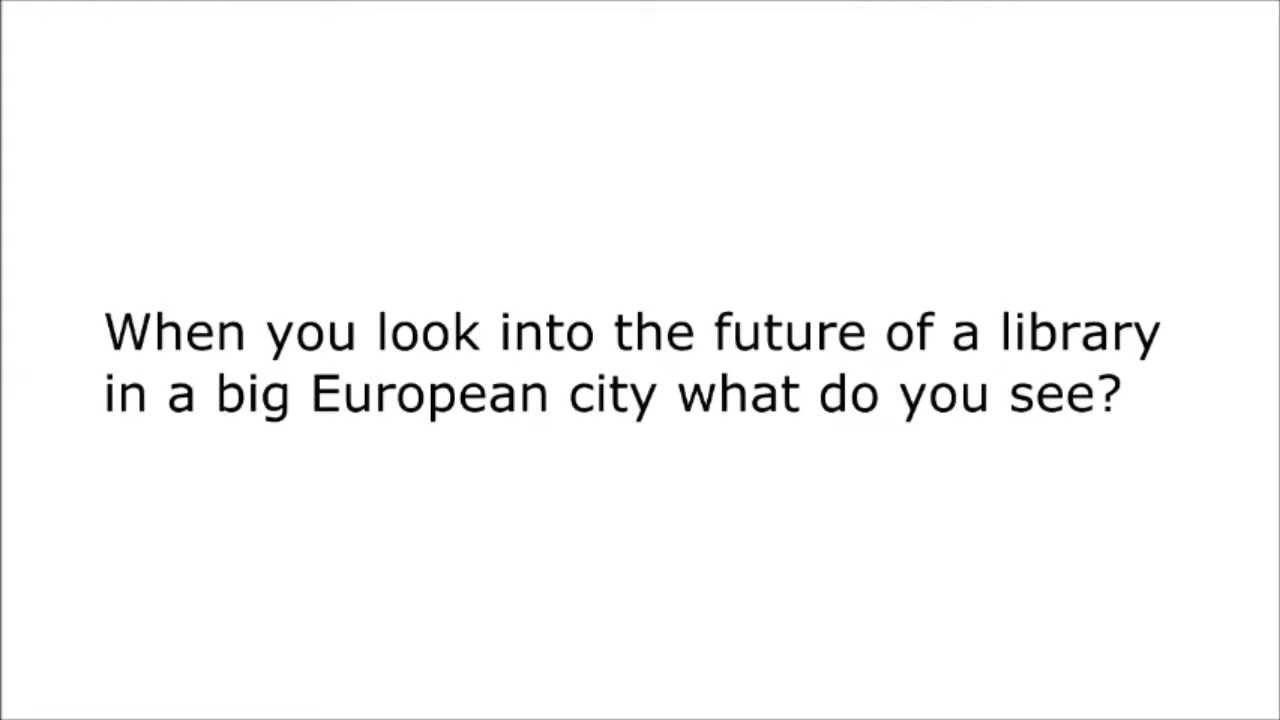 When you look into the future of a library
in a big European city what do you see?